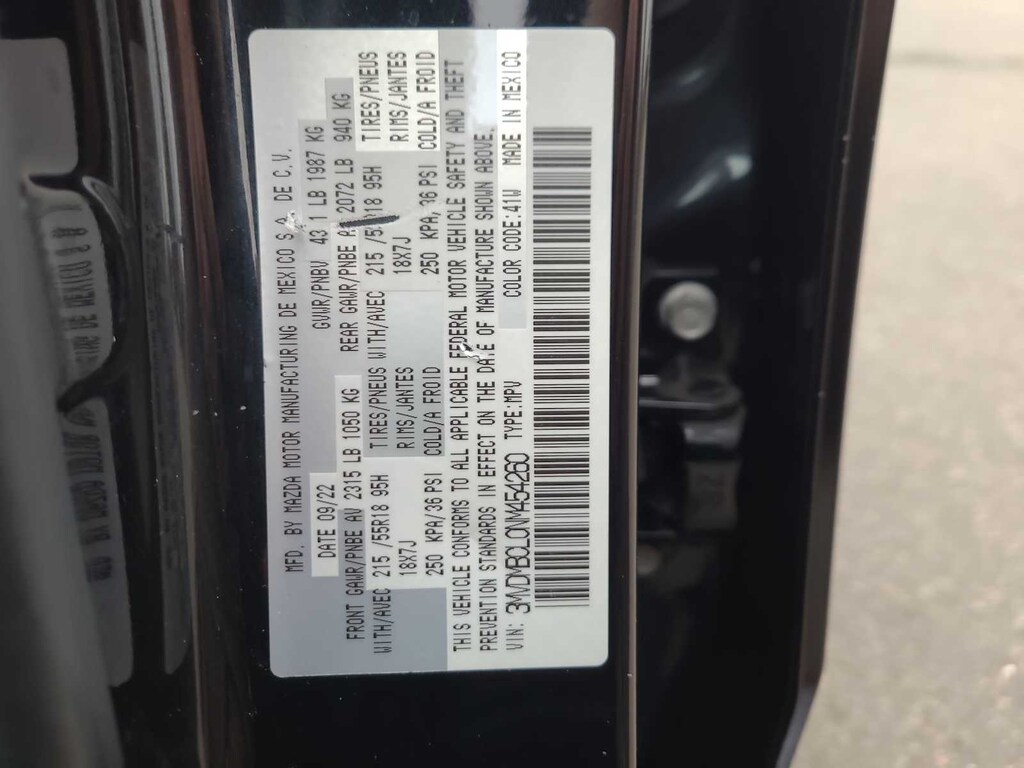 MFD. BY MAZDA MOTOR MANUFACTURING DE MEXICO S.A. DE C.V.
DATE 09/22 GVWR/PNBV LB 1987 KG
FRONT GAWR/PNBE AV 2315 LB 1050 KG REAR GAWR/PNBE 2072 LB 940 KG
WITH/AVEC 215 /55R18 95H TIRES/PNEUS WITH/AVEC 215 95H TIRES/PNEUS
18X7J RIMS/JANTES 18X7J RIMS/JANTES
250 KPA/36 PSI COLD/A FROID 250 KPA/36 PSI COLD/A FROID
THIS VEHICLE CONFORMS TO ALL APPLICABLE FEDERAL MOTOR VEHICLE SAFETY AND THEFT
PREVENTION STANDARDS IN EFFECT ON THE DATE OF MANUFACTURE SHOWN ABOVE.
VIN: 3MVDMBCL0NM454260 TYPE:MPV COLOR CODE:41W MADE IN MEXICO